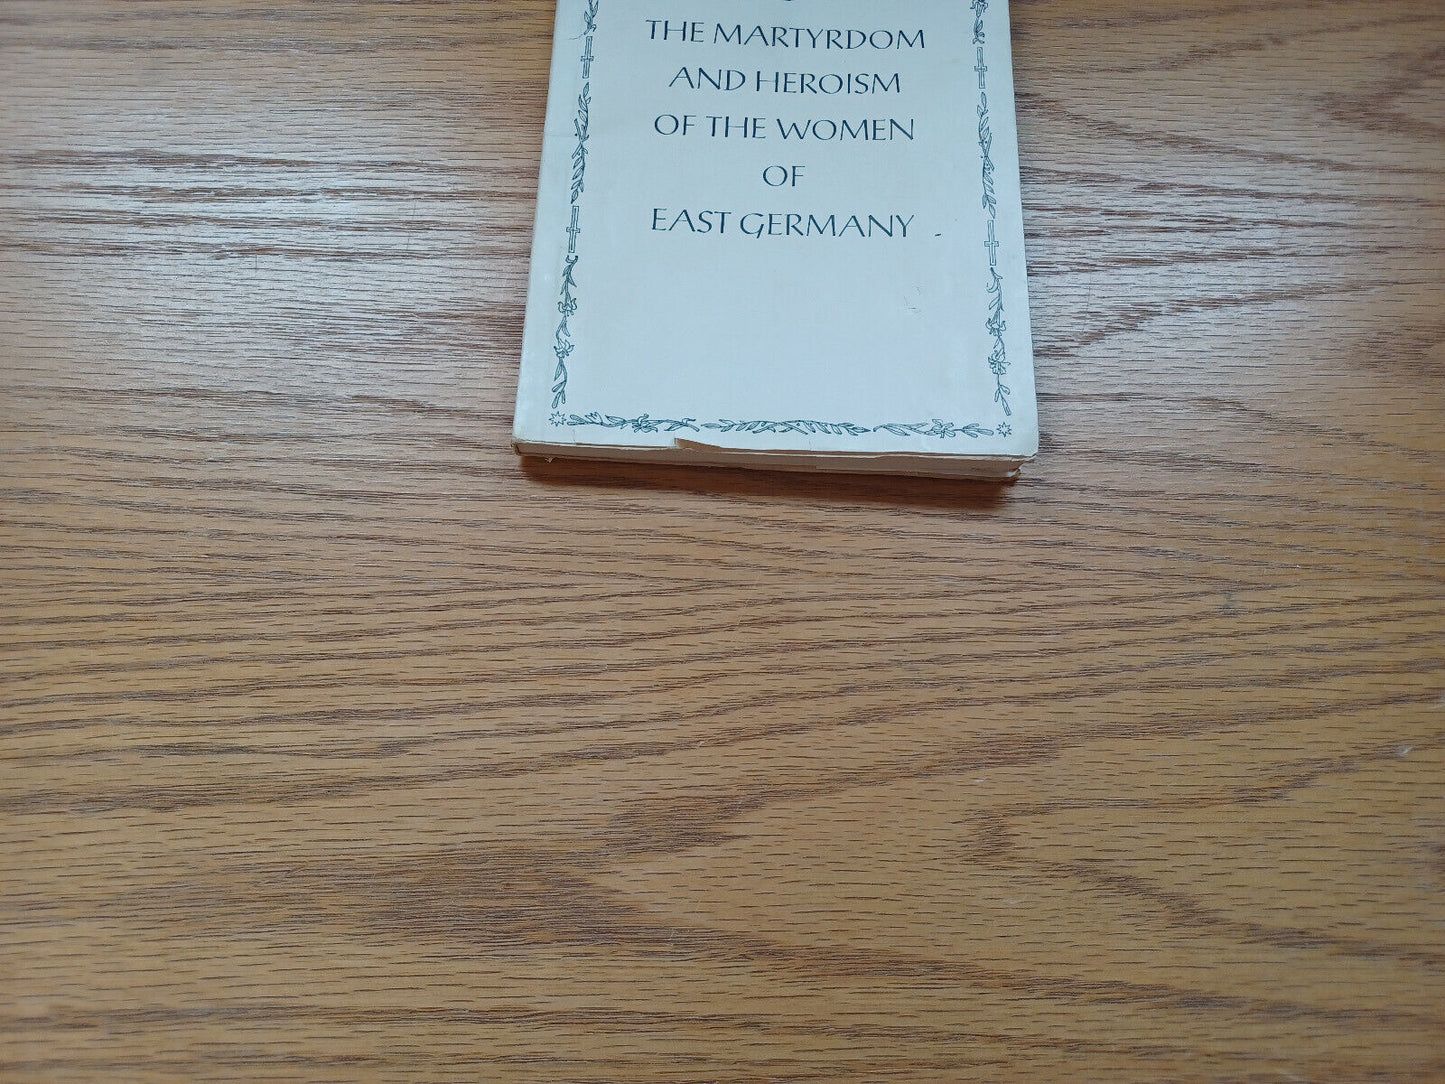 THE MARTYRDOM
AND HEROISM
OF THE WOMEN
OF
EAST GERMANY